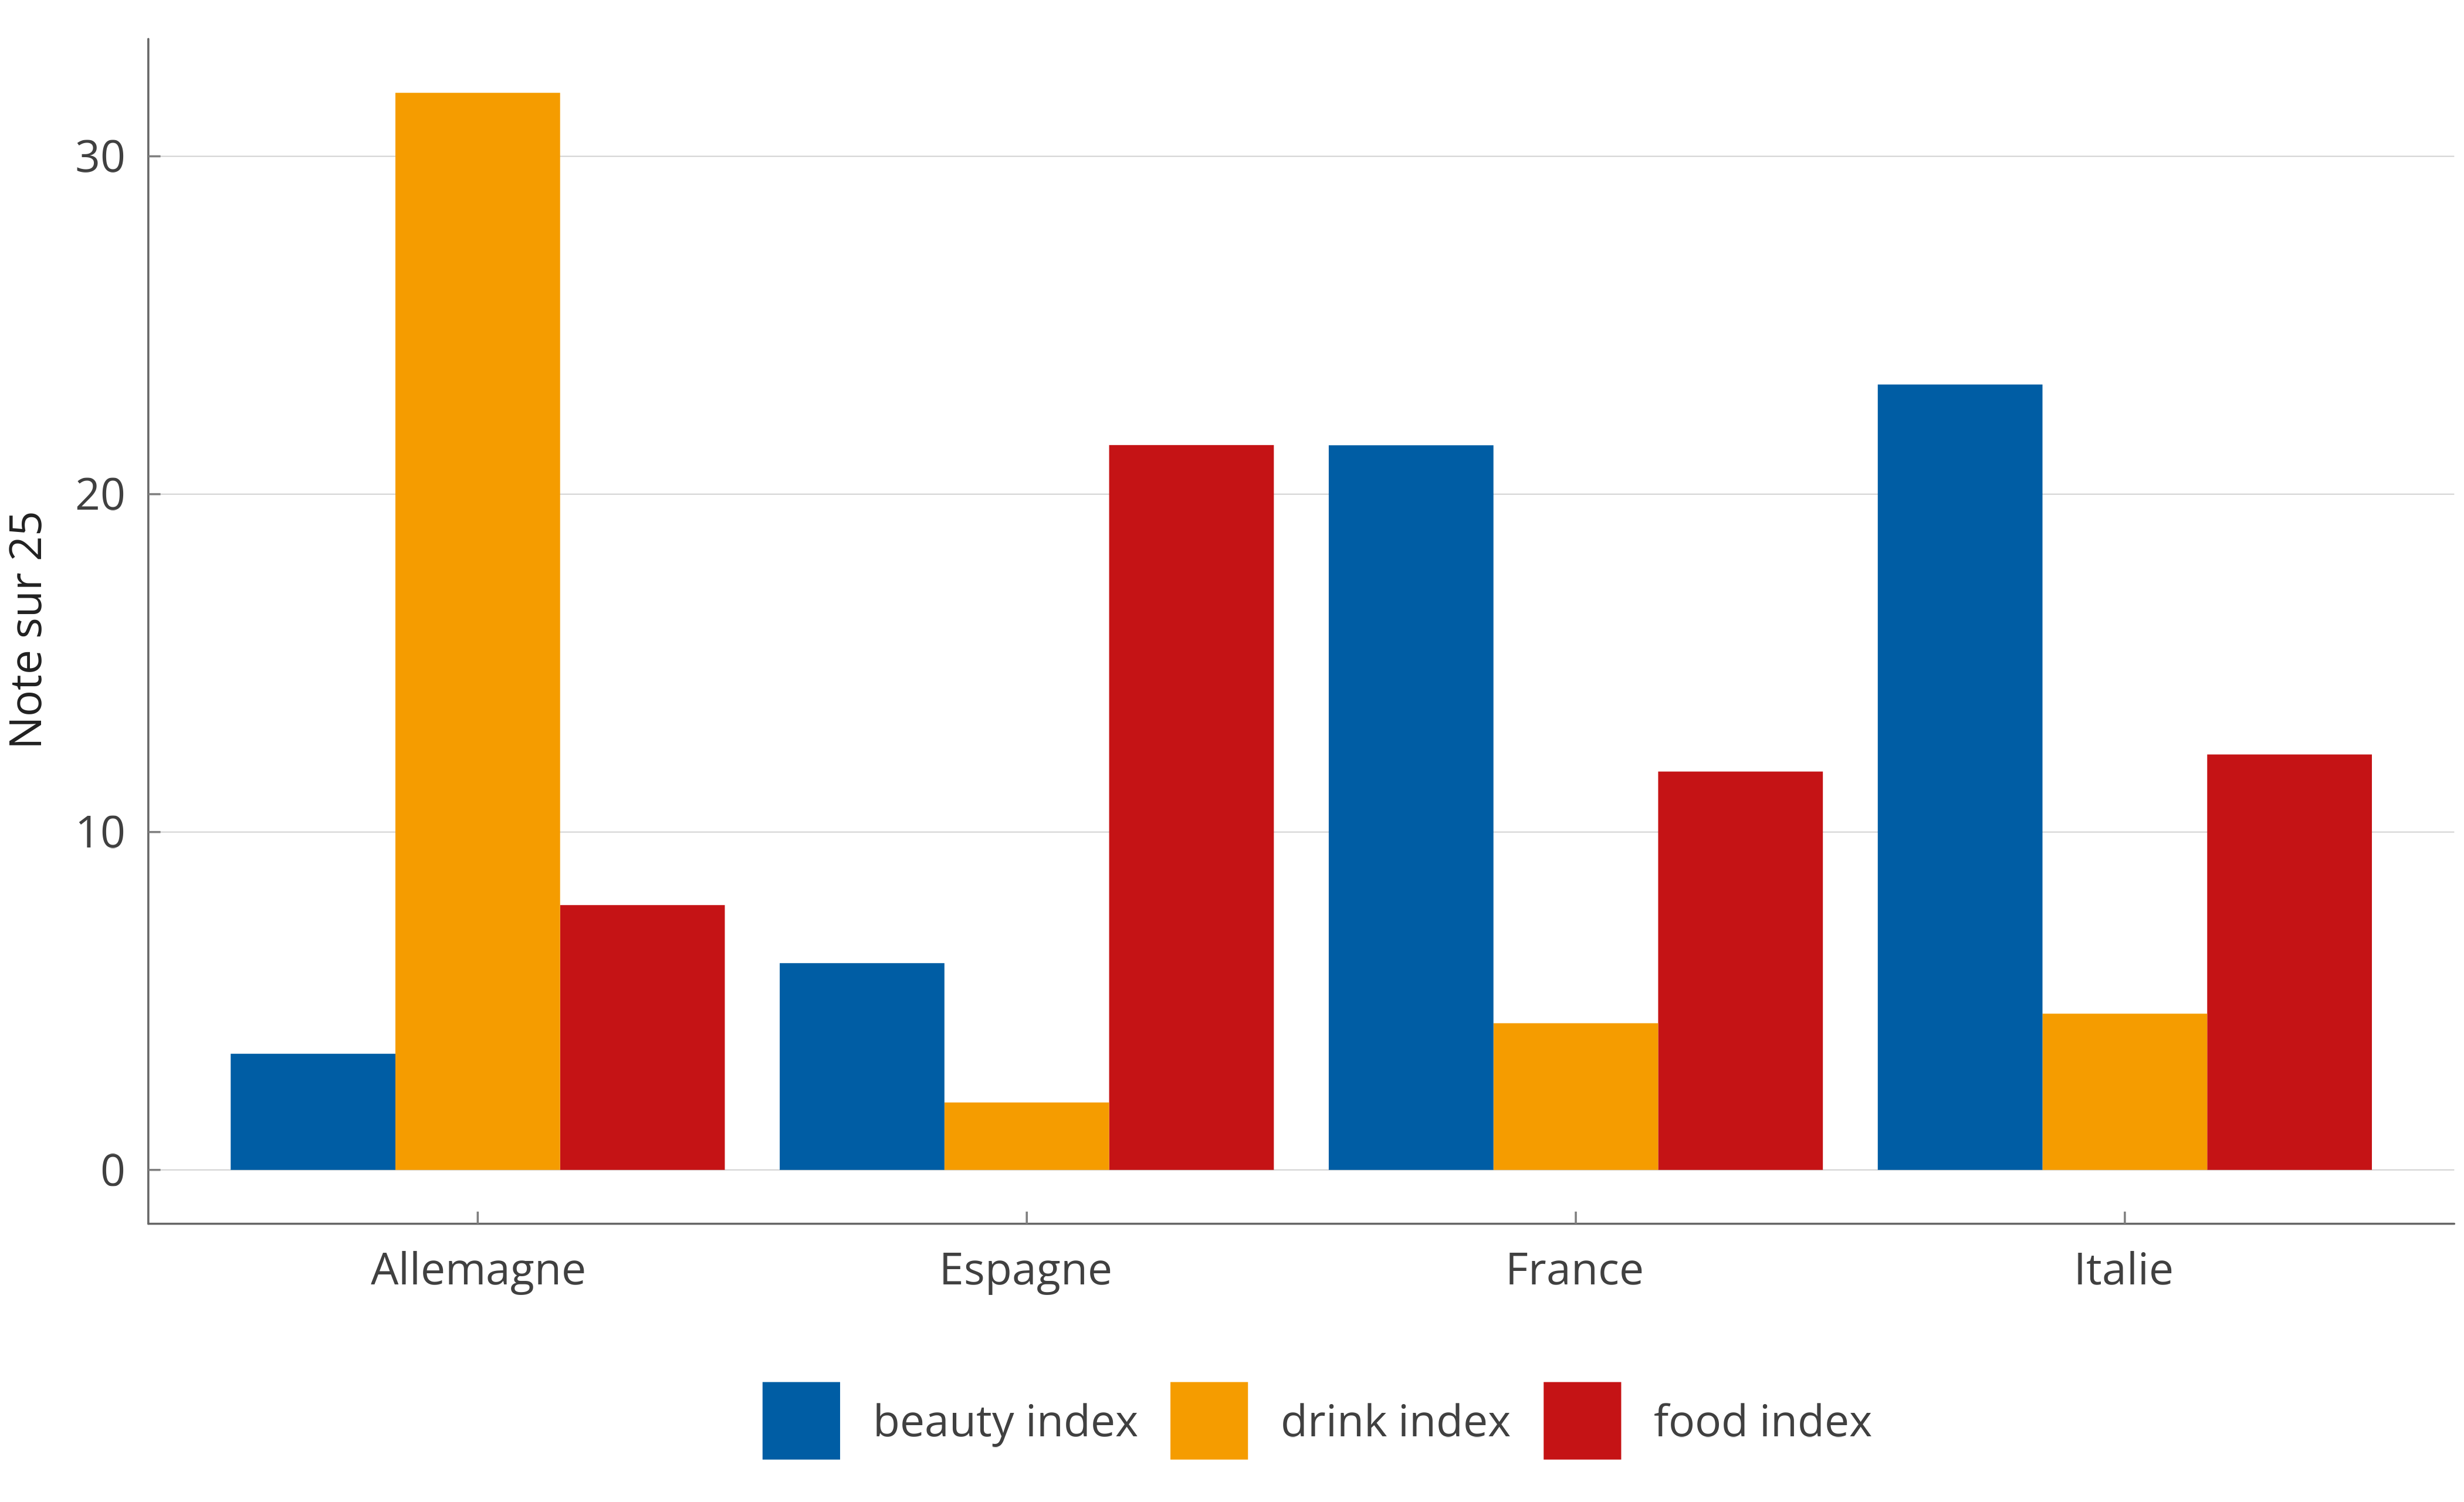 30
20
10
0
Note sur 25
Allemagne
Espagne
France
Italie
beauty index
drink index
food index